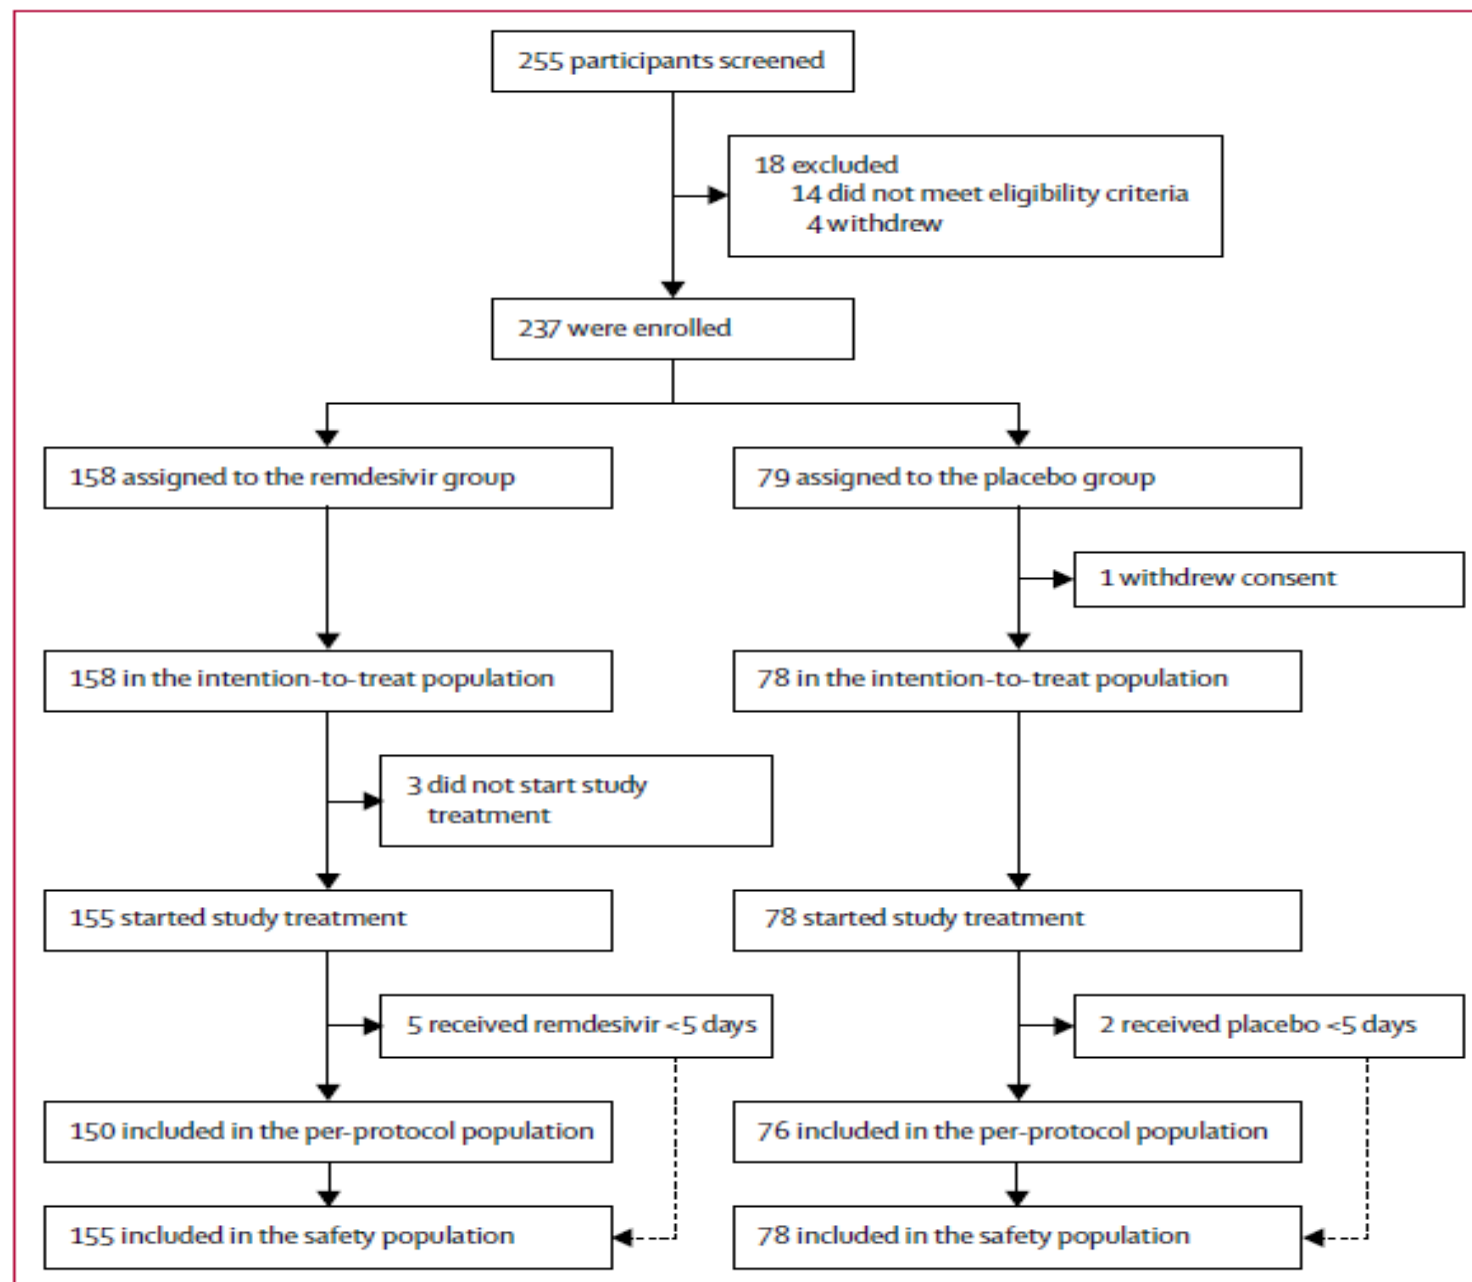 255 participants screened
18 excluded
14 did not meet eligibility criteria
4 withdrew
237 were enrolled
158 assigned to the remdesivir group
79 assigned to the placebo group
1 withdrew consent
158 in the intention-to-treat population
78 in the intention-to-treat population
3 did not start study
treatment
155 started study treatment
78 started study treatment
5 received remdesivir <5 days
2 received placebo <5 days
150 included in the per-protocol population
76 included in the per-protocol population
155 included in the safety population
78 included in the safety population